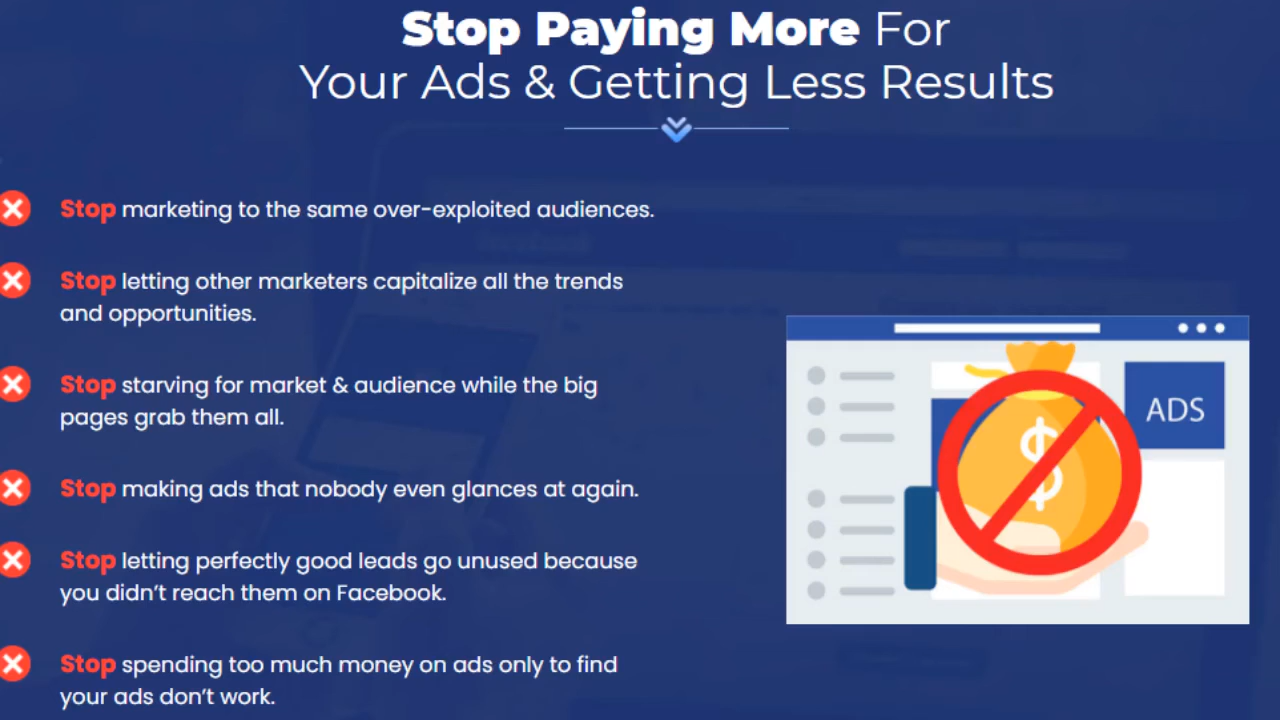 Stop Paying More For
Your Ads & Getting Less Results
Stop marketing to the same over-exploited audiences.
Stop letting other marketers capitalize all the trends
and opportunities.
Stop starving for market & audience while the big
pages grab them all.
Stop making ads that nobody even glances at again.
Stop letting perfectly good leads go unused because
you didn't reach them on Facebook.
Stop spending too much money on ads only to find
your ads don't work.
$
ADS